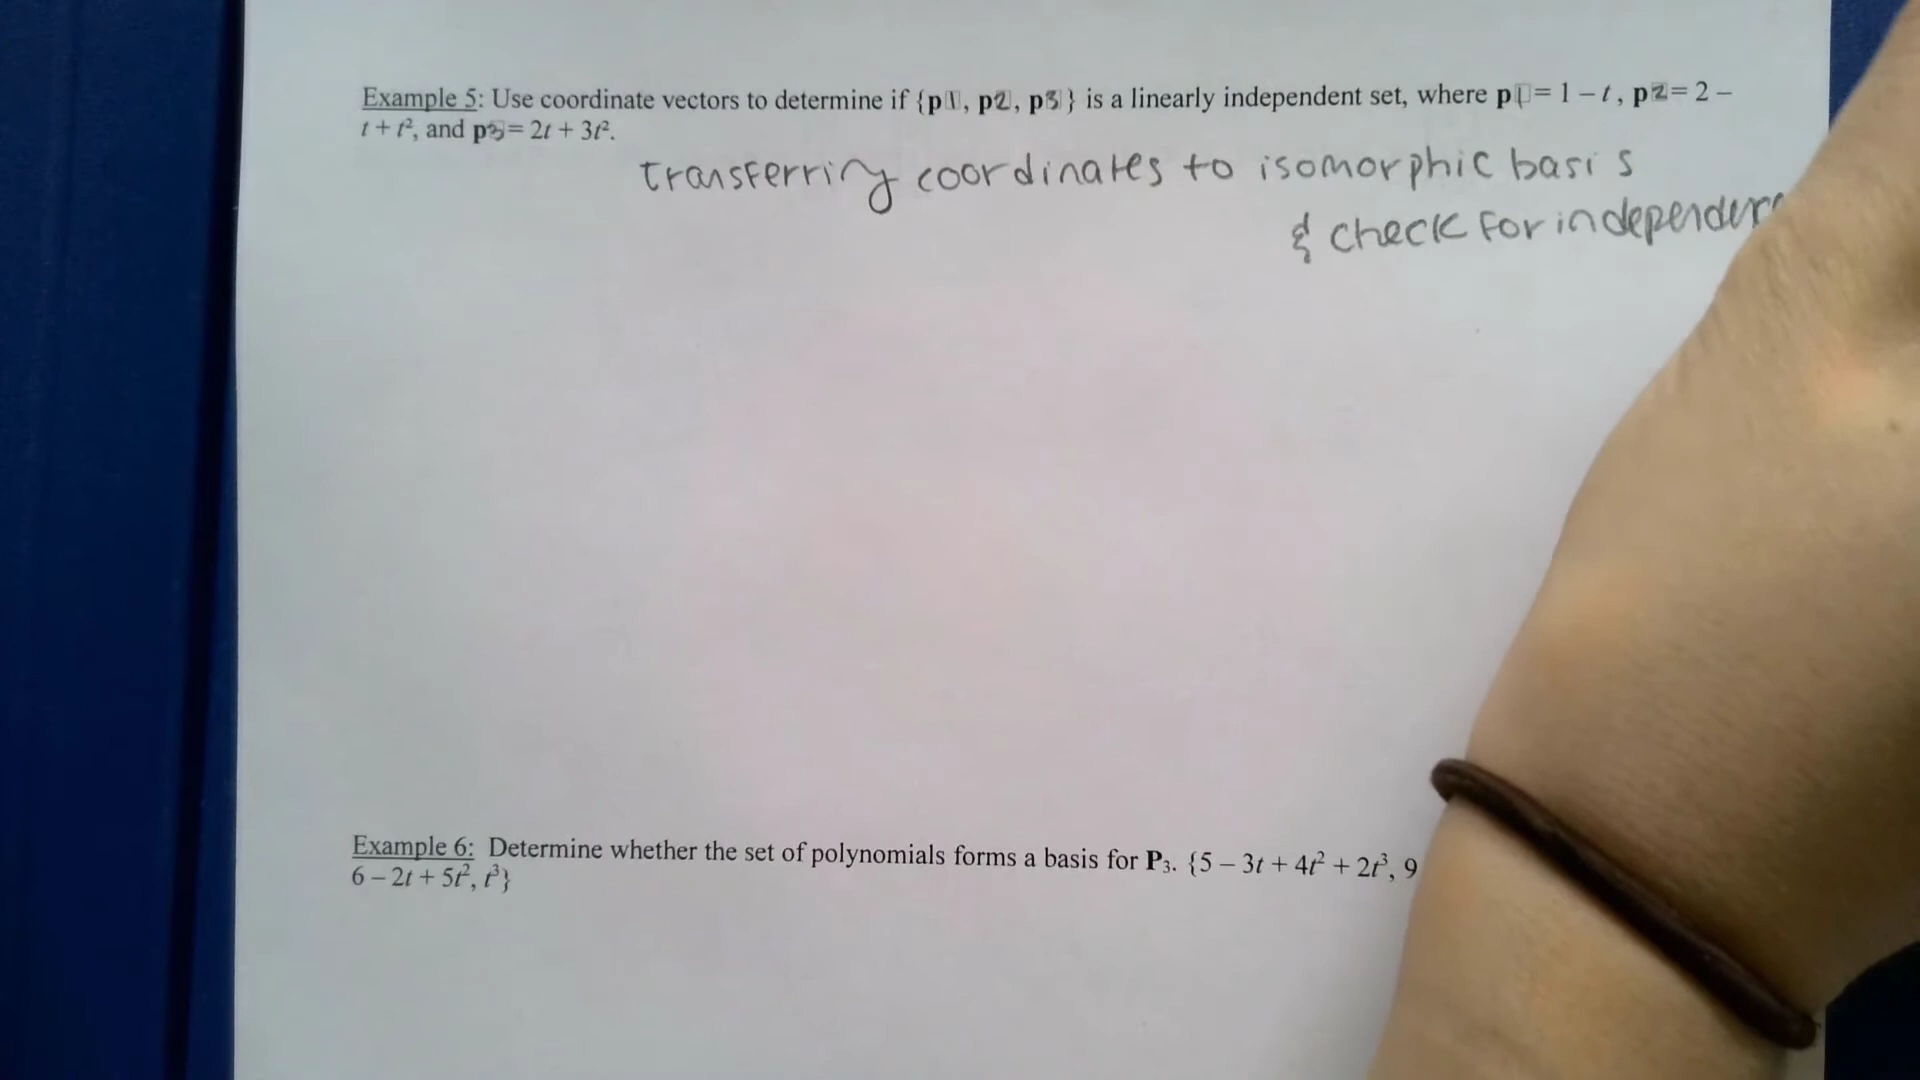 Example 5: Use coordinate vectors to determine if {p1, p2, p3} is a linearly independent set, where p1 = 1 – t, p2 = 2 –
t + t², and p3 = 2t + 3t².
transferring coordinates to isomorphic basis
& check for
Example 6: Determine whether the set of polynomials forms a basis for P₃. {5 – 3t + 4t² + 2t³, 9
6 – 2t + 5t², t³}